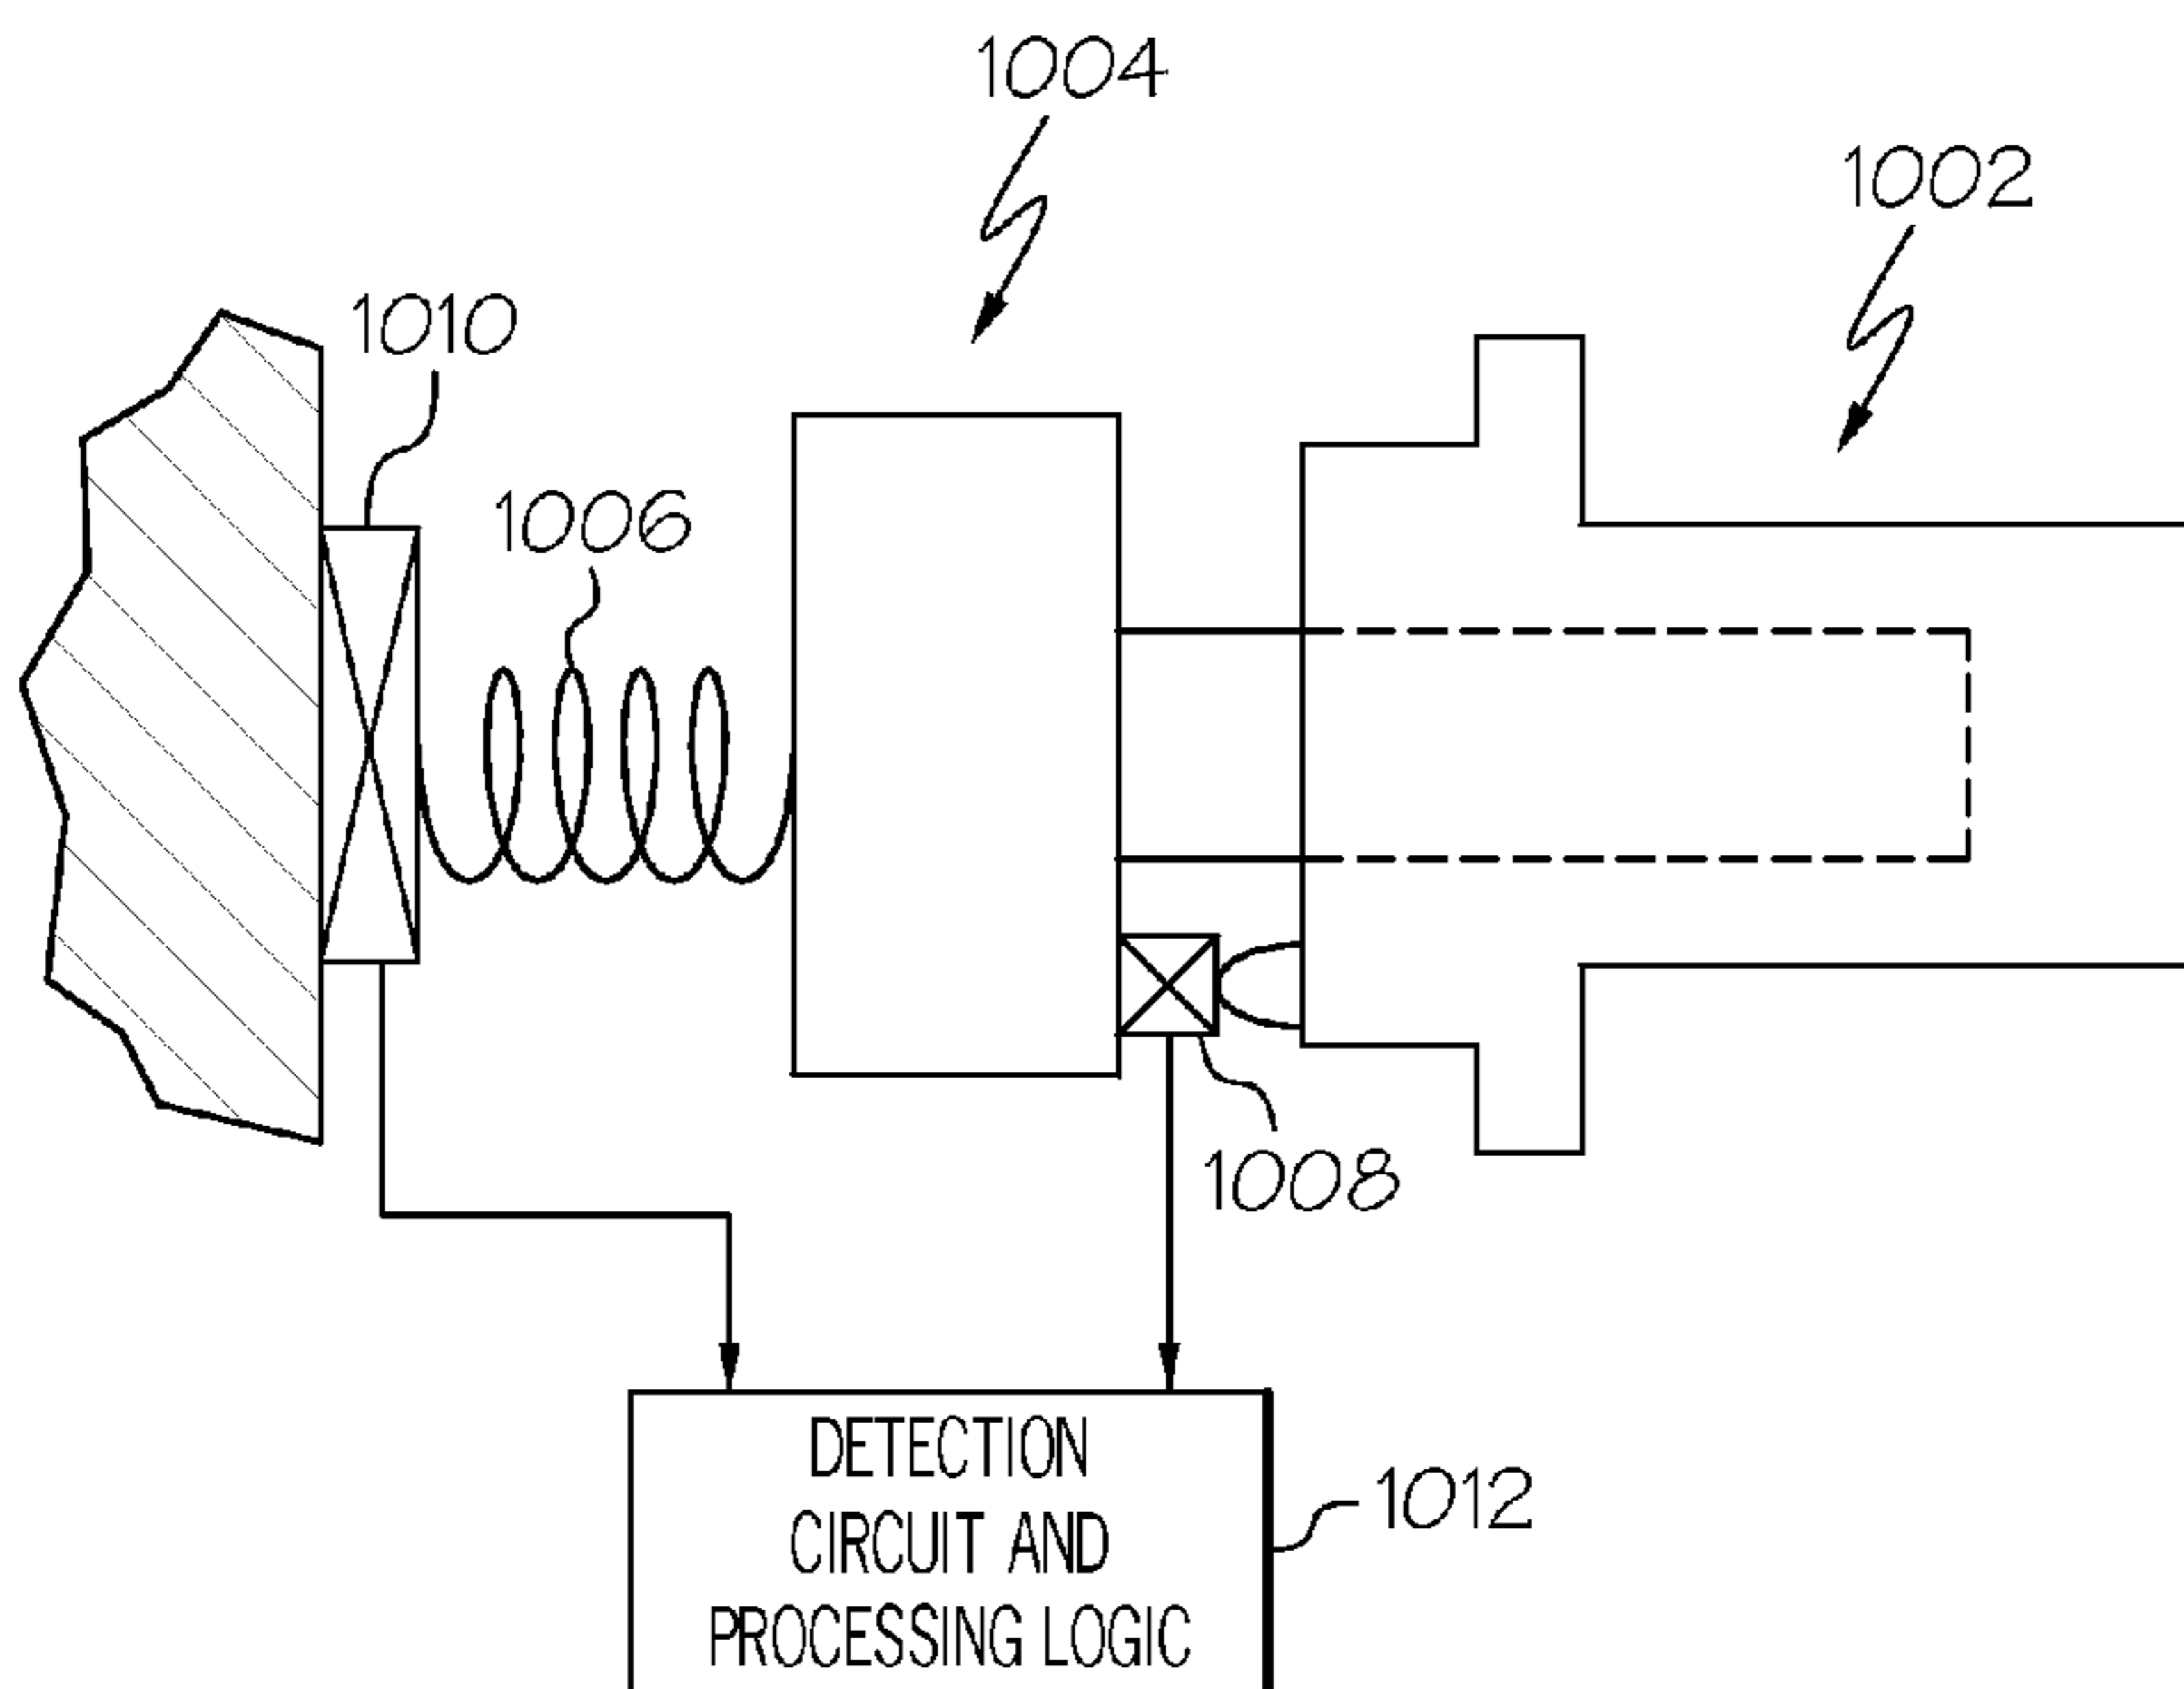 1004
1002
1010
1006
1008
DETECTION
CIRCUIT AND
PROCESSING LOGIC
1012